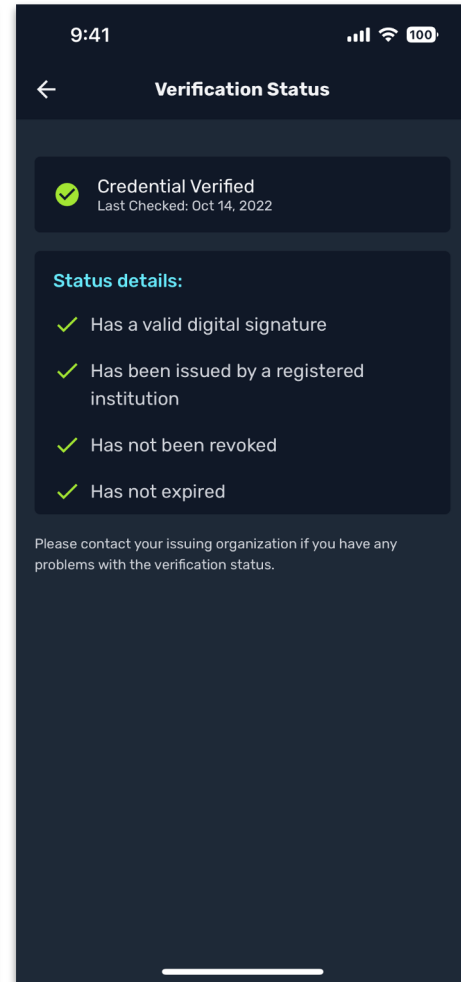 9:41
100
Verification Status
Credential Verified
Last Checked: Oct 14, 2022
Status details:
Has a valid digital signature
Has been issued by a registered
institution
Has not been revoked
Has not expired
Please contact your issuing organization if you have any
problems with the verification status.